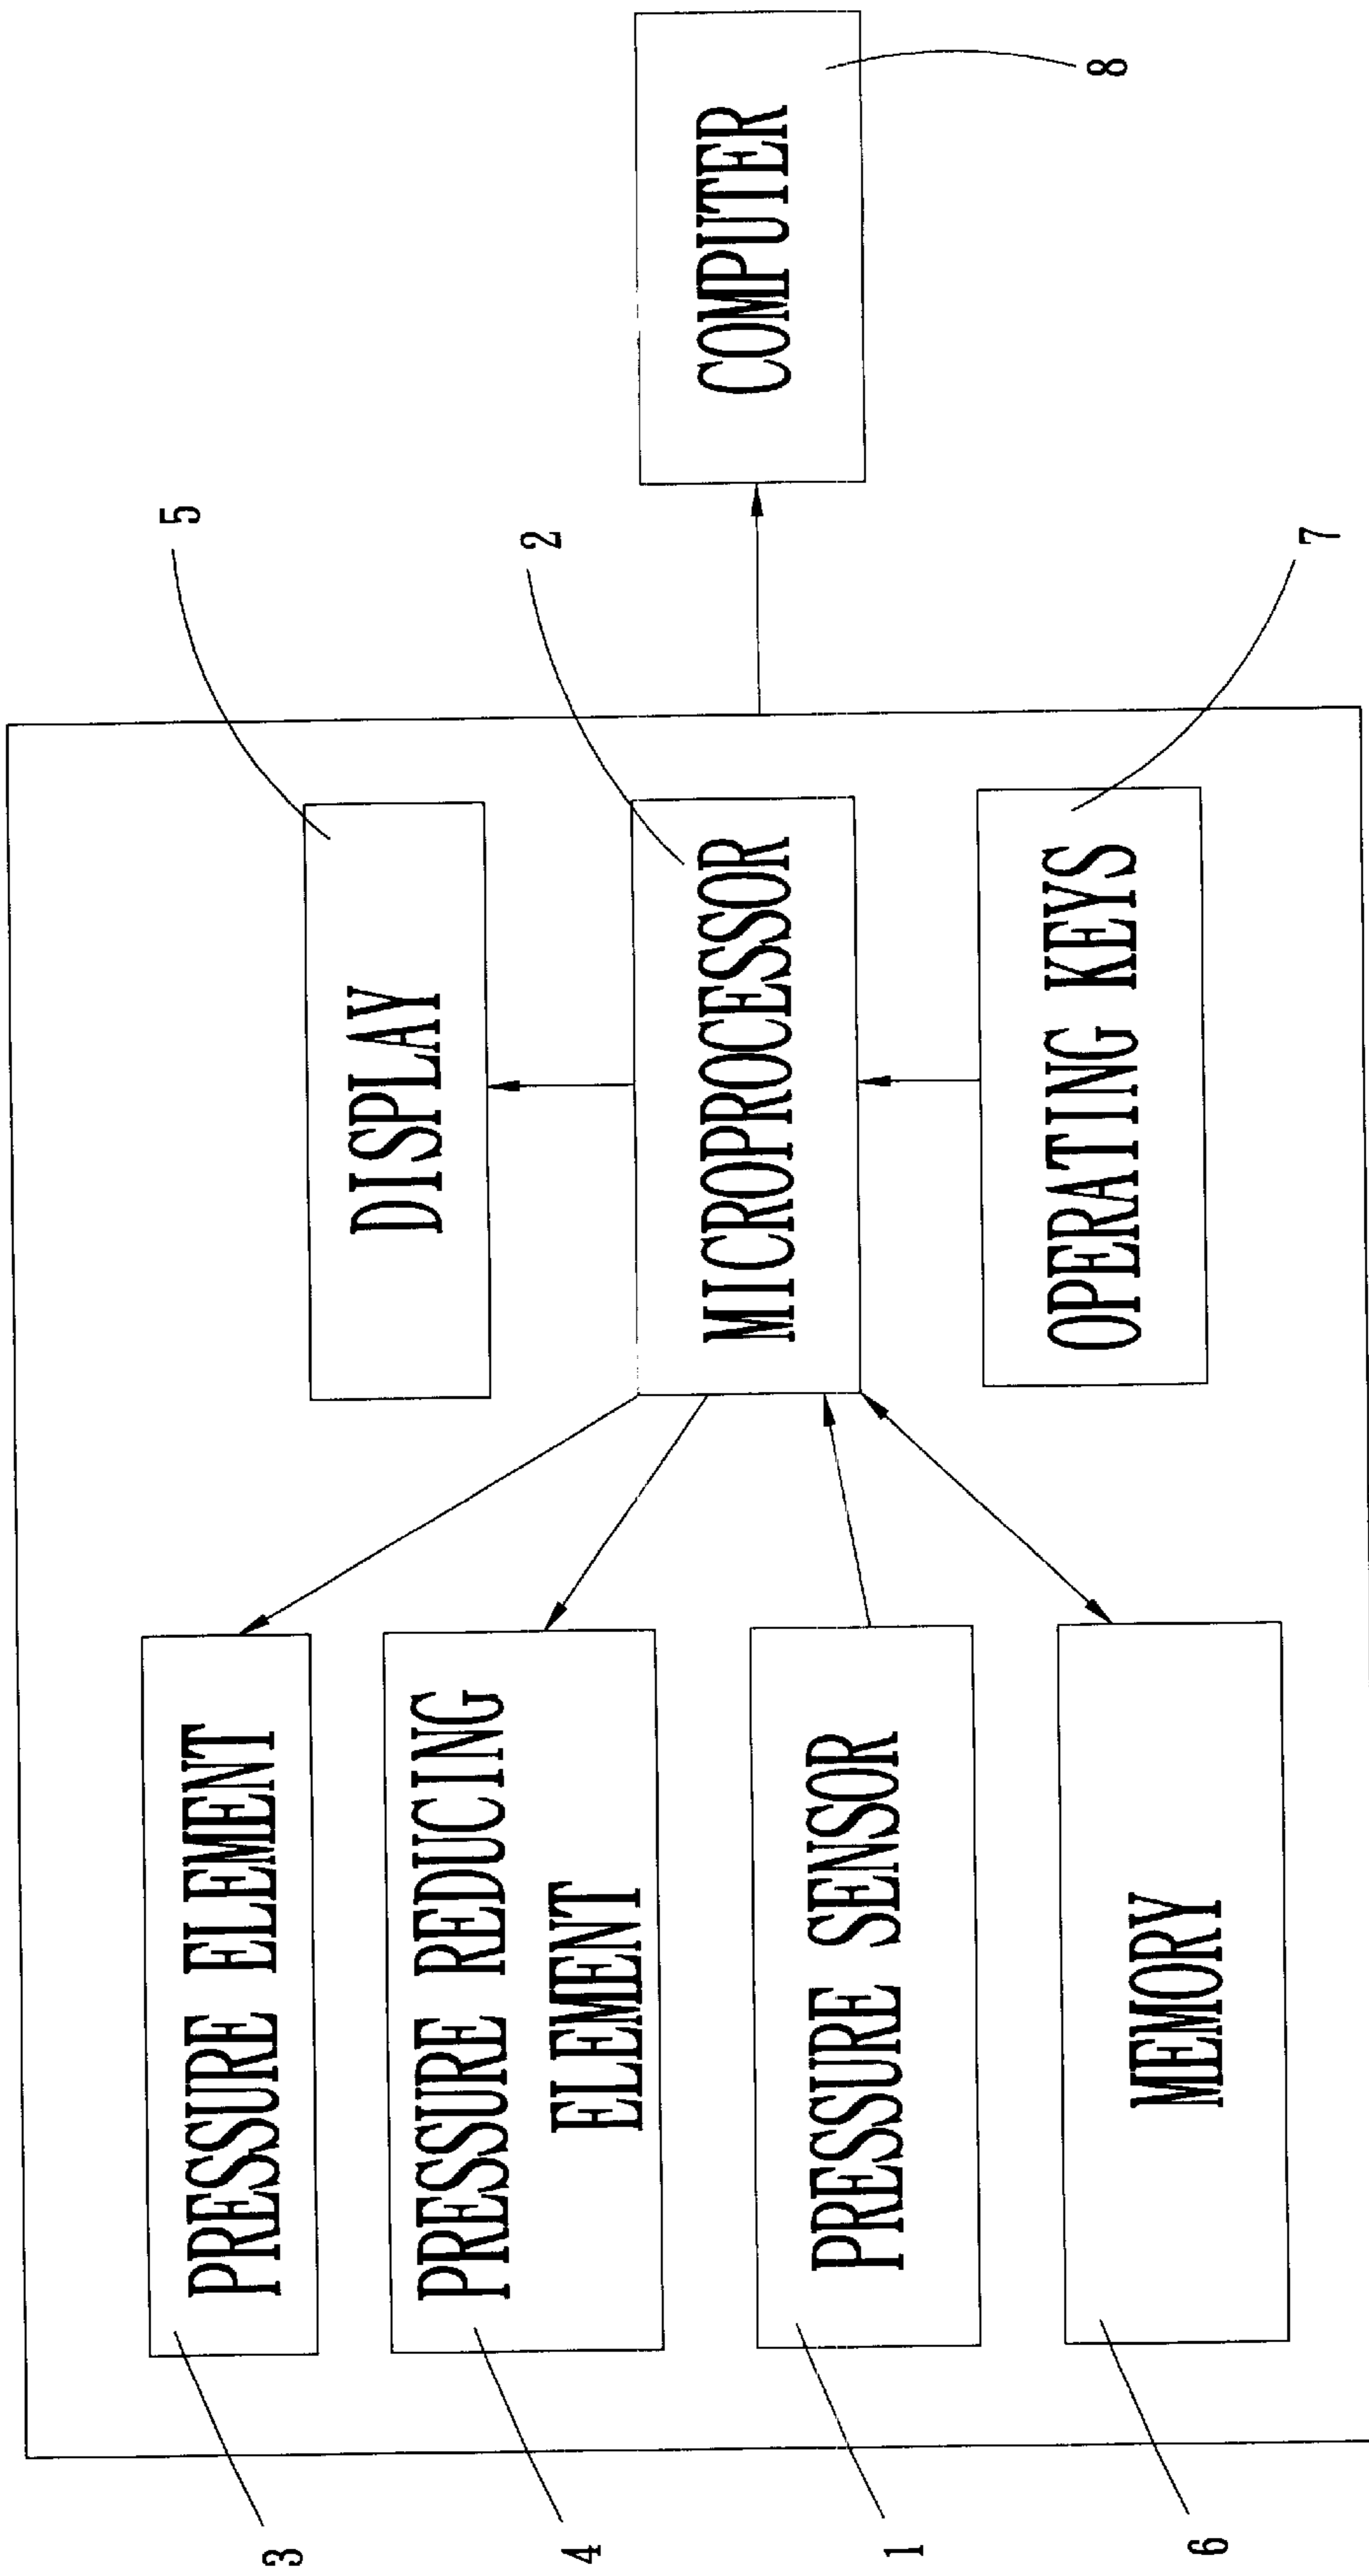 3
PRESSURE ELEMENT
4
PRESSURE REDUCING
ELEMENT
1
PRESSURE SENSOR
6
MEMORY
DISPLAY
5
MICROPROCESSOR
2
OPERATING KEYS
7
COMPUTER
8